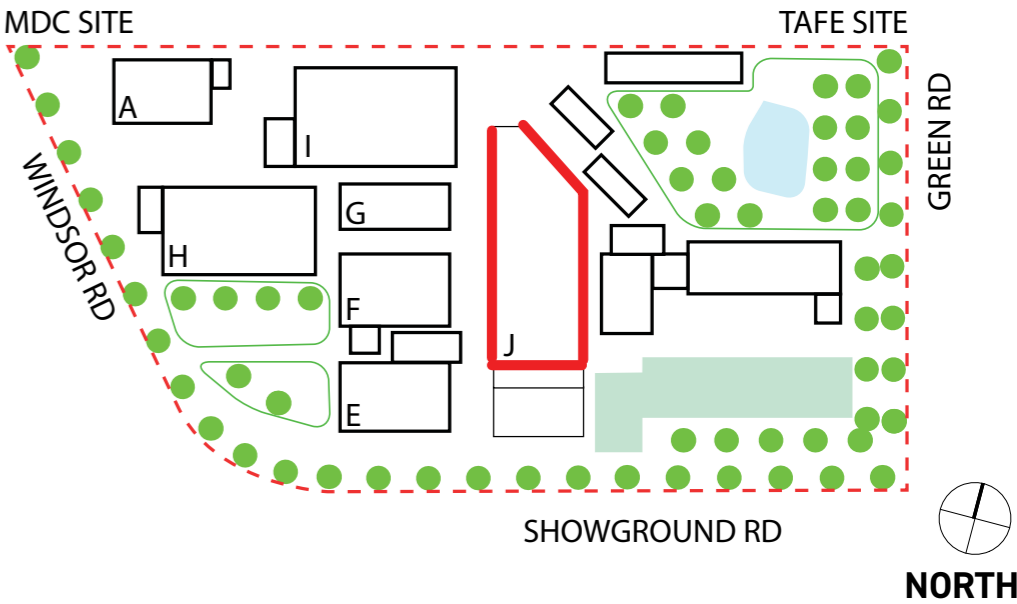 MDC SITE
TAFE SITE
A
I
GREEN RD
WINDSOR RD
G
H
F
J
E
SHOWGROUND RD
NORTH